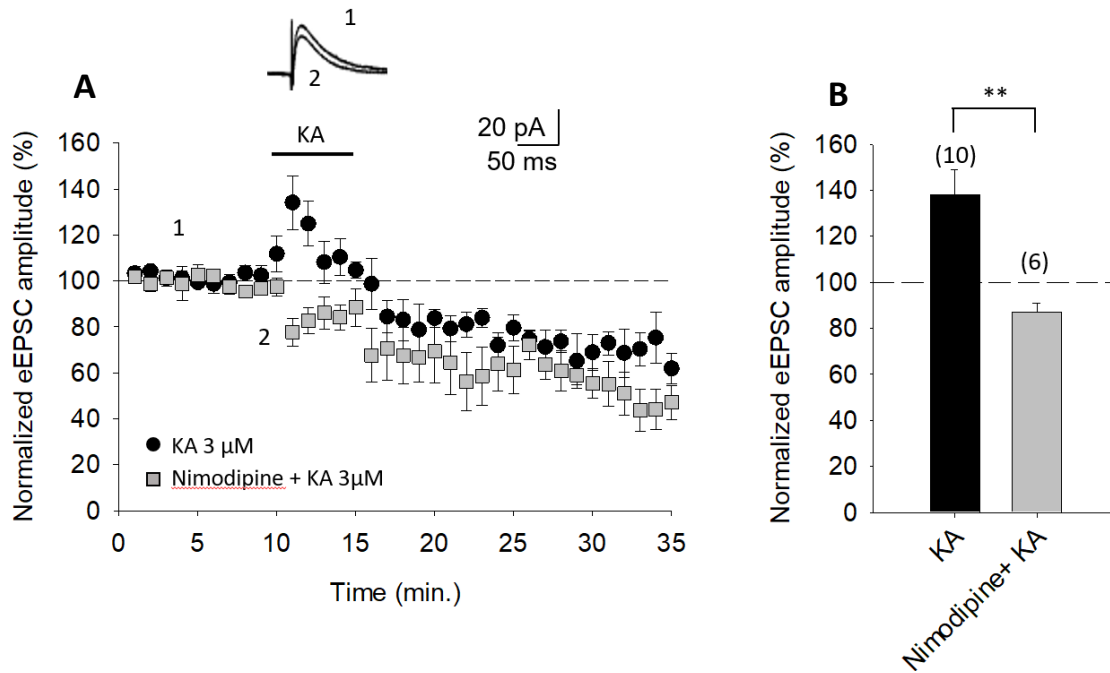 1
2
A
KA
20 pA
50 ms
Normalized eEPSC amplitude (%)
160
140
120
100
80
60
40
20
0
1
2
KA 3 µM
Nimodipine + KA 3µM
0
5
10
15
20
25
30
35
Time (min.)
B
**
(10)
(6)
Normalized eEPSC amplitude (%)
160
140
120
100
80
60
40
20
0
KA
Nimodipine+ KA